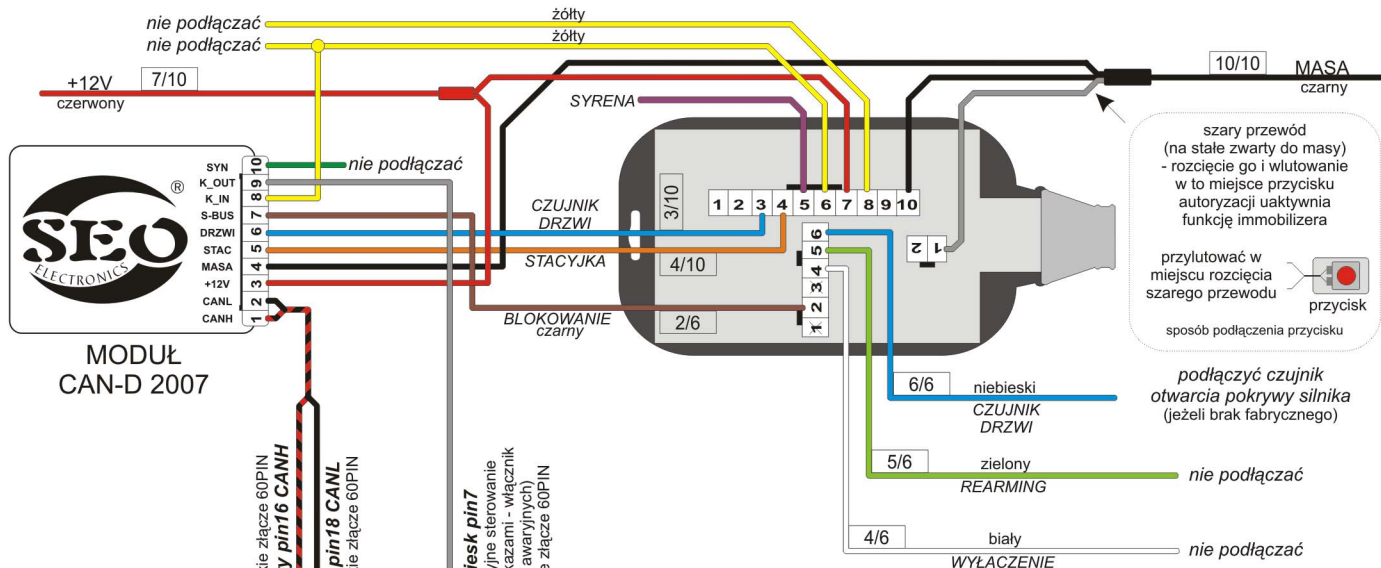 nie podłączać
żółty
nie podłączać
żółty
+12V
7/10
czerwony
10/10
MASA
czarny
SYRENA
szary przewód
(na stałe zwarty do masy)
- rozcięcie go i wlutowanie
w to miejsce przycisku
autoryzacji uaktywnia
funkcję immobilizera
przylutować w
miejscu rozcięcia
szarego przewodu
przycisk
sposób podłączenia przycisku
SEO
ELECTRONICS
®
SYN 10
K_OUT 9
K_IN 8
S-BUS 7
DRZWI 6
STAC 5
MASA 4
+12V 3
CANL 2
CANH 1
nie podłączać
MODUŁ
CAN-D 2007
CZUJNIK
DRZWI
3/10
STACYJKA
4/10
BLOKOWANIE
czarny
2/6
1 2 3 4 5 6 7 8 9 10
6
5
4
3
2
1
2 1
6/6
niebieski
CZUJNIK
DRZWI
podłączyć czujnik
otwarcia pokrywy silnika
(jeżeli brak fabrycznego)
5/6
zielony
REARMING
nie podłączać
4/6
biały
WYŁACZENIE
nie podłączać
pin16 CANH
złącze 60PIN
pin18 CANL
złącze 60PIN
pin7
sterowanie
- włącznik
awaryjnych)
złącze 60PIN